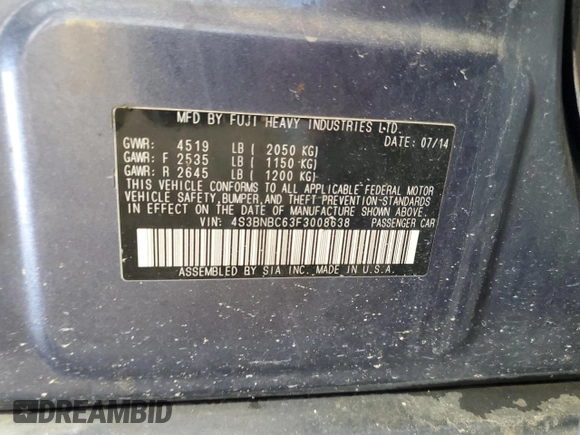 MFD BY FUJI HEAVY INDUSTRIES LTD.
GVWR: 4519 LB ( 2050 KG) DATE: 07/14
GAWR: F 2535 LB ( 1150 KG)
GAWR: R 2645 LB ( 1200 KG)
THIS VEHICLE CONFORMS TO ALL APPLICABLE FEDERAL MOTOR
VEHICLE SAFETY, BUMPER, AND THEFT PREVENTION STANDARDS
IN EFFECT ON THE DATE OF MANUFACTURE SHOWN ABOVE.
VIN: 4S3BNBC63F3008638 PASSENGER CAR
ASSEMBLED BY SIA INC. MADE IN U.S.A.
DREAMBID